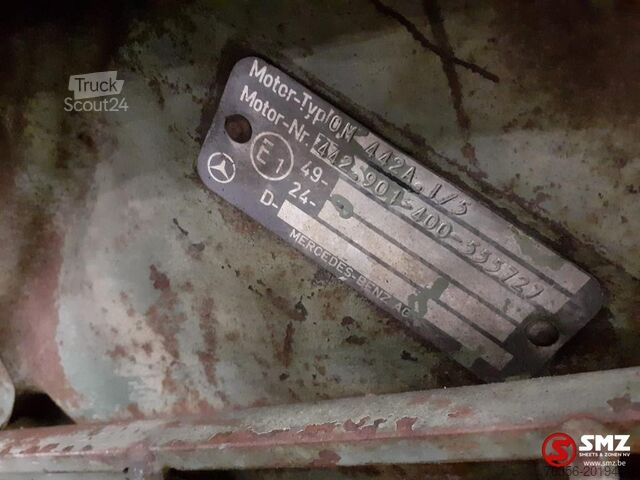 Truck
Scout24
Motor-Typ OM 442A.1/5
Motor-Nr. 442-901-400-555727
E1
49-
24-
D-
MERCEDES-BENZ AG
SMZ
SHEETS & ZONEN NV
www.smz.be